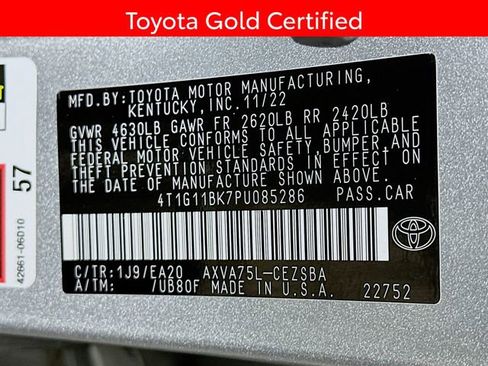 Toyota Gold Certified
MFD.BY:TOYOTA MOTOR MANUFACTURING,
KENTUCKY, INC.11/22
GVWR 4630LB GAWR FR 2620LB RR 2420LB
THIS VEHICLE CONFORMS TO ALL APPLICABLE
FEDERAL MOTOR VEHICLE SAFETY, BUMPER, AND
THEFT PREVENTION STANDARDS IN EFFECT ON
THE DATE OF MANUFACTURE SHOWN ABOVE.
4T1G11BK7PU085286 PASS.CAR
C/TR:1J9/EA20 AXVA75L-CEZSBA
A/TM: /UB80F MADE IN U.S.A.
22752
TOYOTA
57
42661-06D10